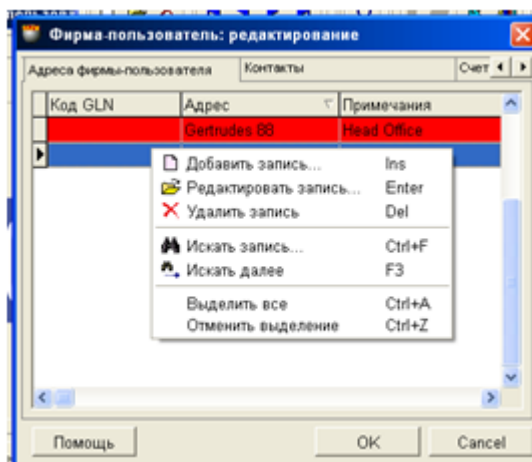 Фирма-пользователь: редактирование
Адреса фирмы-пользователя Контакты Счет
Код GLN Адрес Примечания
Gertrudes 88 Head Office
Добавить запись... Ins
Редактировать запись... Enter
Удалить запись Del
Искать запись... Ctrl+F
Искать далее F3
Выделить все Ctrl+A
Отменить выделение Ctrl+Z
Помощь OK Cancel